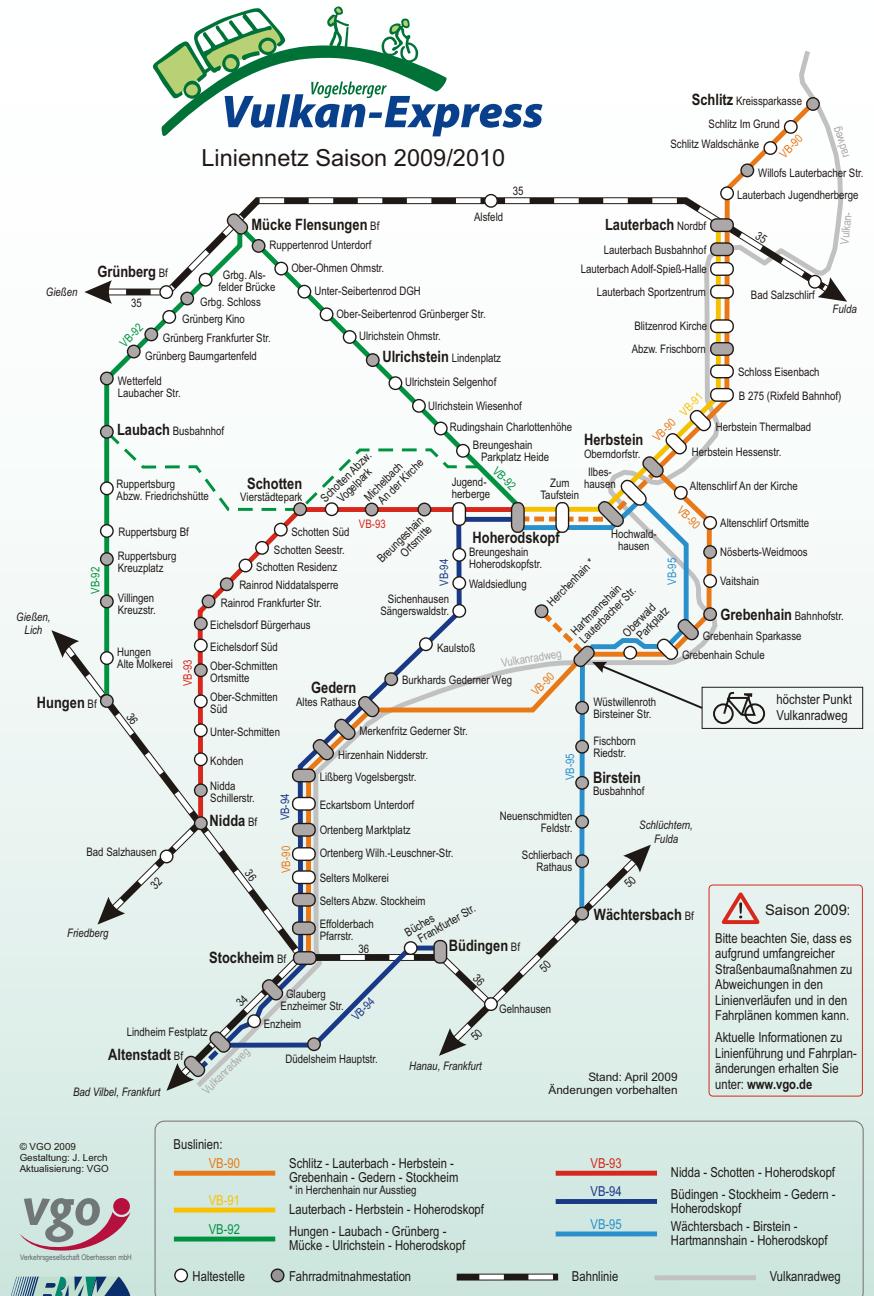 Vogelsberger
Vulkan-Express
Liniennetz Saison 2009/2010
Schlitz Kreissparkasse
Schlitz Im Grund
Schlitz Waldschänke
VB-90
Willofs Lauterbacher Str.
Lauterbach Jugendherberge
radweg
Vulkan-
35
Alsfeld
Mücke Flensungen Bf
Lauterbach Nordbf
35
Ruppertenrod Unterdorf
Lauterbach Busbahnhof
Grünberg Bf
Grbg. Als-
felder Brücke
Ober-Ohmen Ohmstr.
Lauterbach Adolf-Spieß-Halle
Gießen
35
Grbg. Schloss
Unter-Seibertenrod DGH
Lauterbach Sportzentrum
Bad Salzschlirf
Fulda
Grünberg Kino
Ober-Seibertenrod Grünberger Str.
Blitzenrod Kirche
VB-92
Grünberg Frankfurter Str.
Ulrichstein Ohmstr.
Abzw. Frischborn
Grünberg Baumgartenfeld
Ulrichstein Lindenplatz
Schloss Eisenbach
Wetterfeld
Laubacher Str.
Ulrichstein Selgenhof
B 275 (Rixfeld Bahnhof)
Ulrichstein Wiesenhof
VB-91
VB-90
Laubach Busbahnhof
Rudingshain Charlottenhöhe
Herbstein Thermalbad
Herbstein
Oberndorfstr.
Herbstein Hessenstr.
Breungeshain
Parkplatz Heide
VB-92
Ruppertsburg
Abzw. Friedrichshütte
Schotten
Vierstädtepark
Schotten Abzw.
Vogelpark
Michelbach
An der Kirche
Jugend-
herberge
Zum
Taufstein
Ilbes-
hausen
Altenschlirf An der Kirche
VB-90
VB-93
Breungeshain
Ortsmitte
Hoherodskopf
Hochwald-
hausen
Altenschlirf Ortsmitte
Ruppertsburg Bf
Schotten Süd
Schotten Seestr.
Breungeshain
Hoherodskopfstr.
Nösberts-Weidmoos
Ruppertsburg
Kreuzplatz
Schotten Residenz
VB-94
VB-95
VB-92
Rainrod Niddatalsperre
Waldsiedlung
Vaitshain
Villingen
Kreuzstr.
Rainrod Frankfurter Str.
Sichenhausen
Sängerswaldstr.
Herchenhain *
Hartmannshain
Lauterbacher Str.
Oberwald
Parkplatz
Grebenhain Bahnhofstr.
Gießen,
Lich
Eichelsdorf Bürgerhaus
Grebenhain Sparkasse
Eichelsdorf Süd
Kaulstoß
Grebenhain Schule
Hungen
Alte Molkerei
VB-93
Ober-Schmitten
Ortsmitte
Burkhards Gederner Weg
Vulkanradweg
VB-90
Hungen Bf
36
Ober-Schmitten
Süd
Gedern
Altes Rathaus
Wüstwillenroth
Birsteiner Str.
höchster Punkt
Vulkanradweg
Unter-Schmitten
Merkenfritz Gederner Str.
Kohden
Hirzenhain Nidderstr.
Fischborn
Riedstr.
VB-95
Nidda
Schillerstr.
Lißberg Vogelsbergstr.
Birstein
Busbahnhof
VB-94
Eckartsborn Unterdorf
Nidda Bf
Ortenberg Marktplatz
Neuenschmidten
Feldstr.
Schlüchtern,
Fulda
Bad Salzhausen
VB-90
Ortenberg Wilh.-Leuschner-Str.
Schlierbach
Rathaus
32
36
Selters Molkerei
50
Selters Abzw. Stockheim
Friedberg
Wächtersbach Bf
Effolderbach
Pfarrstr.
Büches
Frankfurter Str.
Stockheim Bf
36
Büdingen Bf
36
50
34
Glauberg
Enzheimer Str.
Gelnhausen
VB-94
Enzheim
Lindheim Festplatz
50
Altenstadt Bf
Düdelsheim Hauptstr.
Vulkanradweg
Hanau, Frankfurt
Bad Vilbel, Frankfurt
Saison 2009:
Bitte beachten Sie, dass es
aufgrund umfangreicher
Straßenbaumaßnahmen zu
Abweichungen in den
Linienverläufen und in den
Fahrplänen kommen kann.
Aktuelle Informationen zu
Linienführung und Fahrplan-
änderungen erhalten Sie
unter: www.vgo.de
Stand: April 2009
Änderungen vorbehalten
© VGO 2009
Gestaltung: J. Lerch
Aktualisierung: VGO
vgo
Verkehrsgesellschaft Oberhessen mbH
RMV
Buslinien:
VB-90
Schlitz - Lauterbach - Herbstein -
Grebenhain - Gedern - Stockheim
* in Herchenhain nur Ausstieg
VB-91
Lauterbach - Herbstein - Hoherodskopf
VB-92
Hungen - Laubach - Grünberg -
Mücke - Ulrichstein - Hoherodskopf
VB-93
Nidda - Schotten - Hoherodskopf
VB-94
Büdingen - Stockheim - Gedern -
Hoherodskopf
VB-95
Wächtersbach - Birstein -
Hartmannshain - Hoherodskopf
Haltestelle
Fahrradmitnahmestation
Bahnlinie
Vulkanradweg